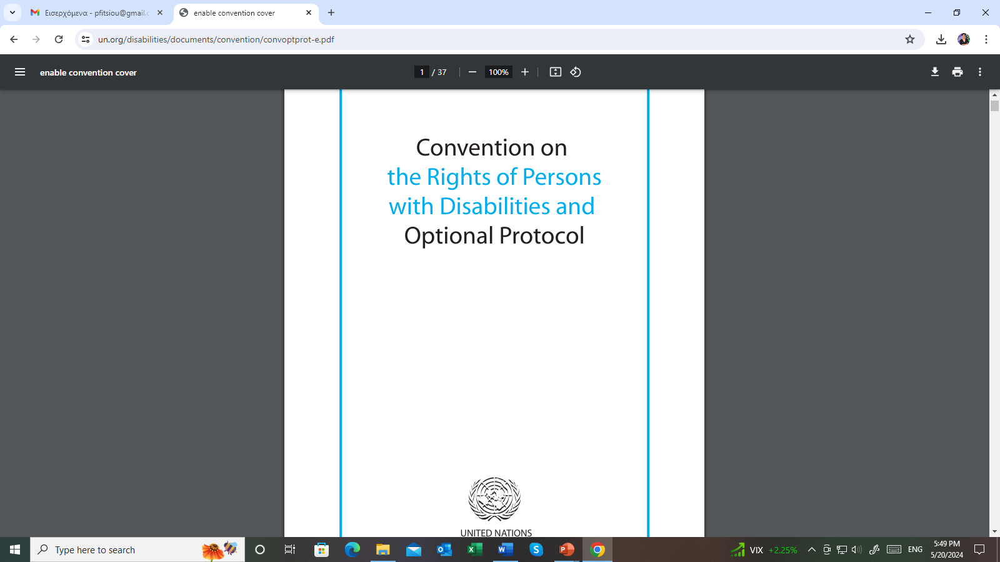 Εισερχόμενα - pfitsiou@gmail.c
enable convention cover
un.org/disabilities/documents/convention/convoptprot-e.pdf
enable convention cover
1 / 37
100%
Convention on
the Rights of Persons
with Disabilities and
Optional Protocol
UNITED NATIONS
Type here to search
VIX +2.25%
ENG
5:49 PM
5/20/2024